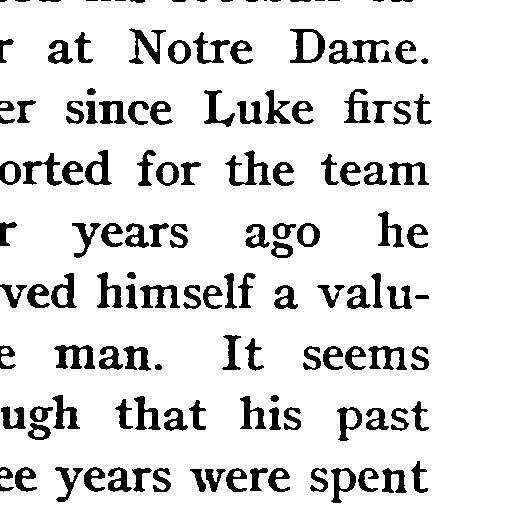 r at Notre Dame.
er since Luke first
orted for the team
r years ago he
ved himself a valu-
e man. It seems
ugh that his past
ee years were spent